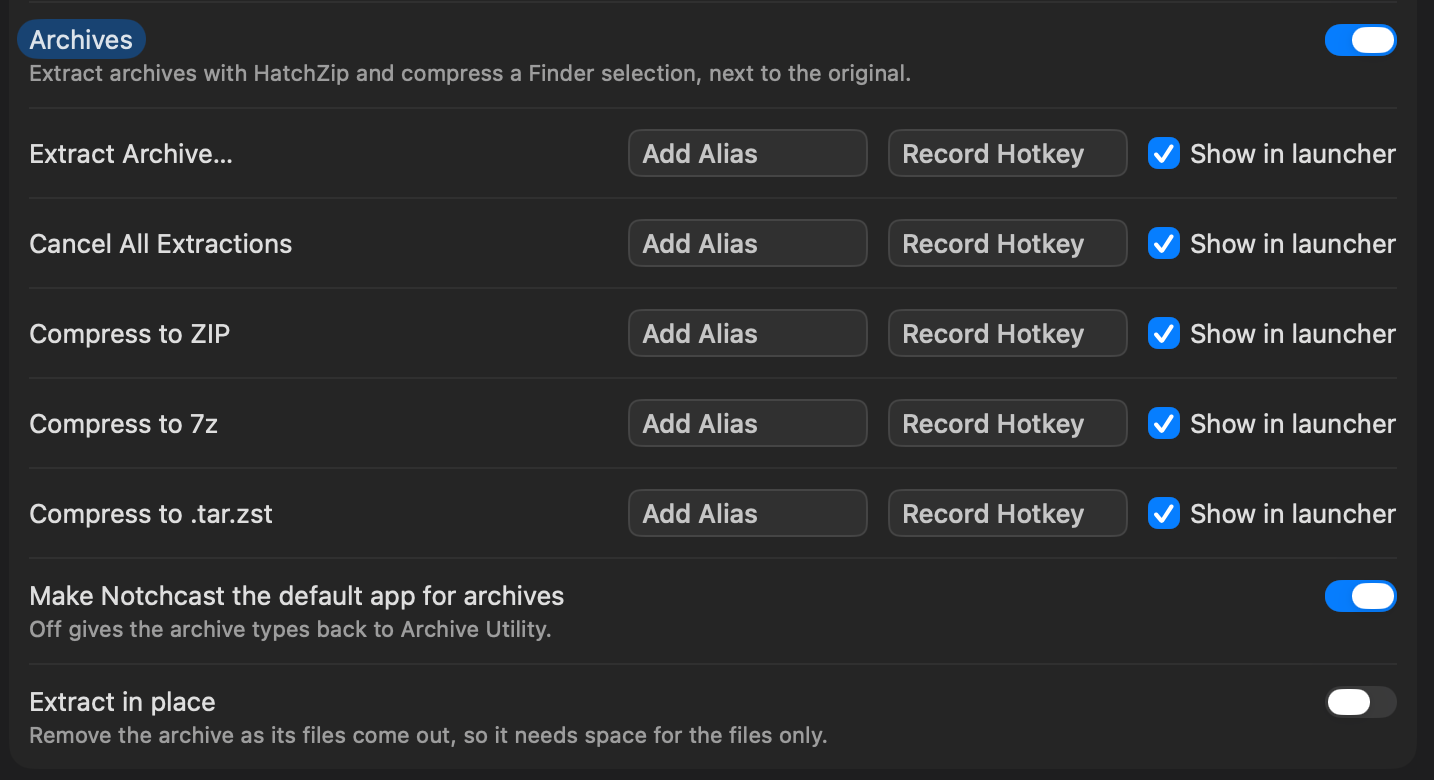 Archives
Extract archives with HatchZip and compress a Finder selection, next to the original.
Extract Archive... Add Alias Record Hotkey Show in launcher
Cancel All Extractions Add Alias Record Hotkey Show in launcher
Compress to ZIP Add Alias Record Hotkey Show in launcher
Compress to 7z Add Alias Record Hotkey Show in launcher
Compress to .tar.zst Add Alias Record Hotkey Show in launcher
Make Notchcast the default app for archives
Off gives the archive types back to Archive Utility.
Extract in place
Remove the archive as its files come out, so it needs space for the files only.